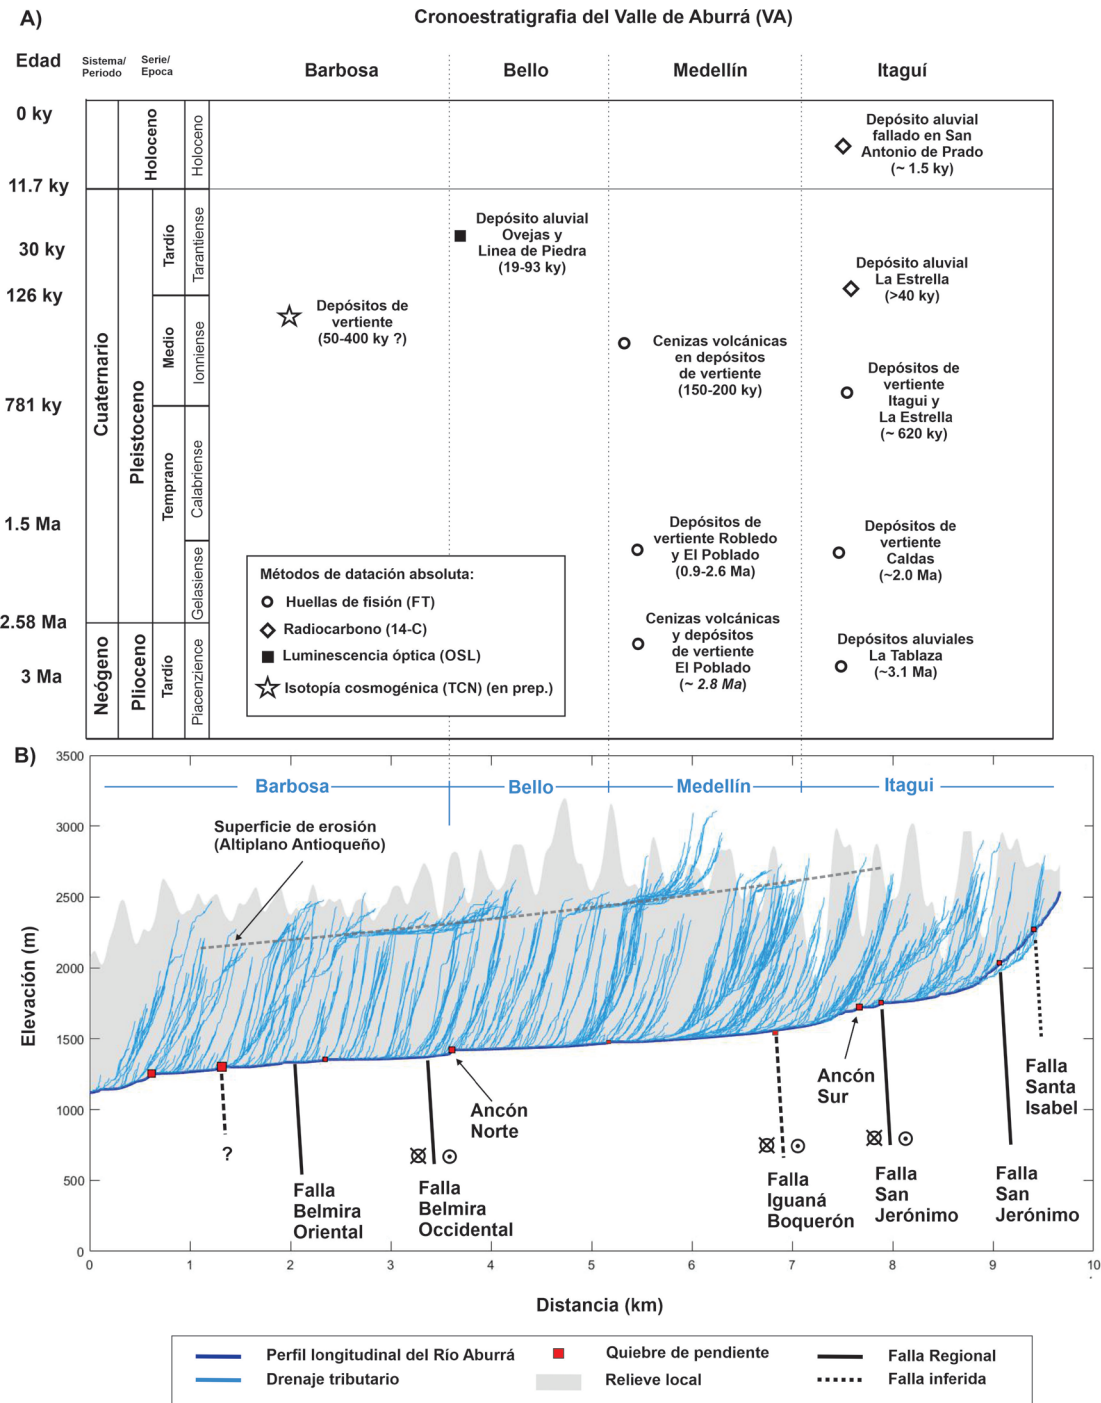 A)
Cronoestratigrafia del Valle de Aburrá (VA)
Edad
Sistema/
Periodo
Serie/
Epoca
Barbosa
Bello
Medellín
Itaguí
0 ky
11.7 ky
30 ky
126 ky
781 ky
1.5 Ma
2.58 Ma
3 Ma
Cuaternario
Neógeno
Holoceno
Pleistoceno
Plioceno
Tardío
Medio
Temprano
Tardío
Holoceno
Tarantiense
Ionniense
Calabriense
Gelasiense
Piacenzience
Depósitos de
vertiente
(50-400 ky ?)
Depósito aluvial
Ovejas y
Linea de Piedra
(19-93 ky)
Cenizas volcánicas
en depósitos
de vertiente
(150-200 ky)
Depósitos de
vertiente Robledo
y El Poblado
(0.9-2.6 Ma)
Cenizas volcánicas
y depósitos
de vertiente
El Poblado
(~ 2.8 Ma)
Depósito aluvial
fallado en San
Antonio de Prado
(~ 1.5 ky)
Depósito aluvial
La Estrella
(>40 ky)
Depósitos de
vertiente
Itagui y
La Estrella
(~ 620 ky)
Depósitos de
vertiente
Caldas
(~2.0 Ma)
Depósitos aluviales
La Tablaza
(~3.1 Ma)
Métodos de datación absoluta:
Huellas de fisión (FT)
Radiocarbono (14-C)
Luminescencia óptica (OSL)
Isotopía cosmogénica (TCN) (en prep.)
B)
3500
3000
2500
2000
1500
1000
500
0
Elevación (m)
Barbosa
Bello
Medellín
Itagui
Superficie de erosión
(Altiplano Antioqueño)
?
Falla
Belmira
Oriental
Falla
Belmira
Occidental
Ancón
Norte
Falla
Iguaná
Boquerón
Ancón
Sur
Falla
San
Jerónimo
Falla
San
Jerónimo
Falla
Santa
Isabel
0
1
2
3
4
5
6
7
8
9
10
Distancia (km)
Perfil longitudinal del Río Aburrá
Quiebre de pendiente
Falla Regional
Drenaje tributario
Relieve local
Falla inferida